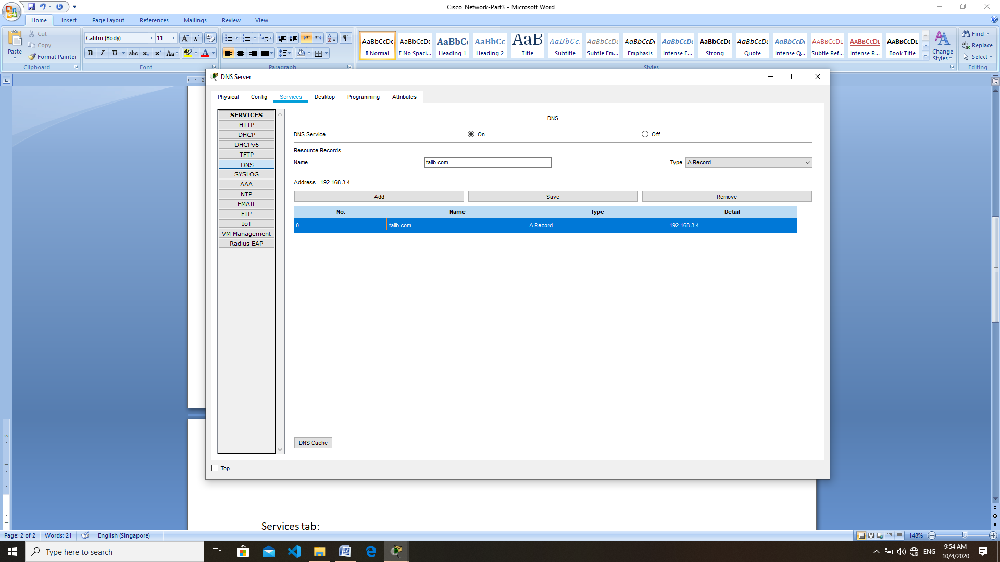 Cisco_Network-Part3 - Microsoft Word
Home Insert Page Layout References Mailings Review View
Paste
Cut
Copy
Format Painter
Clipboard
Calibri (Body) 11
B I U abc X₂ X² Aa
Font
Paragraph
AaBbCcDc AaBbCcDc AaBbC AaBbCc AaB AaBbCc. AaBbCcDc AaBbCcDc AaBbCcDc AaBbCcDc AaBbCcDc AaBbCcDc AaBbCcDc AaBbCcDc AaBbCcDc
¶ Normal ¶ No Spaci... Heading 1 Heading 2 Title Subtitle Subtle Em... Emphasis Intense E... Strong Quote Intense Q... Subtle Ref... Intense R... Book Title
Styles
Change Styles
Find
Replace
Select
Editing
DNS Server
Physical Config Services Desktop Programming Attributes
SERVICES
HTTP
DHCP
DHCPv6
TFTP
DNS
SYSLOG
AAA
NTP
EMAIL
FTP
IoT
VM Management
Radius EAP
DNS
DNS Service On Off
Resource Records
Name talib.com Type A Record
Address 192.168.3.4
Add Save Remove
No. Name Type Detail
0 talib.com A Record 192.168.3.4
DNS Cache
Top
Services tab:
Page: 2 of 2 Words: 21 English (Singapore) 148%
Type here to search
ENG
9:54 AM
10/4/2020